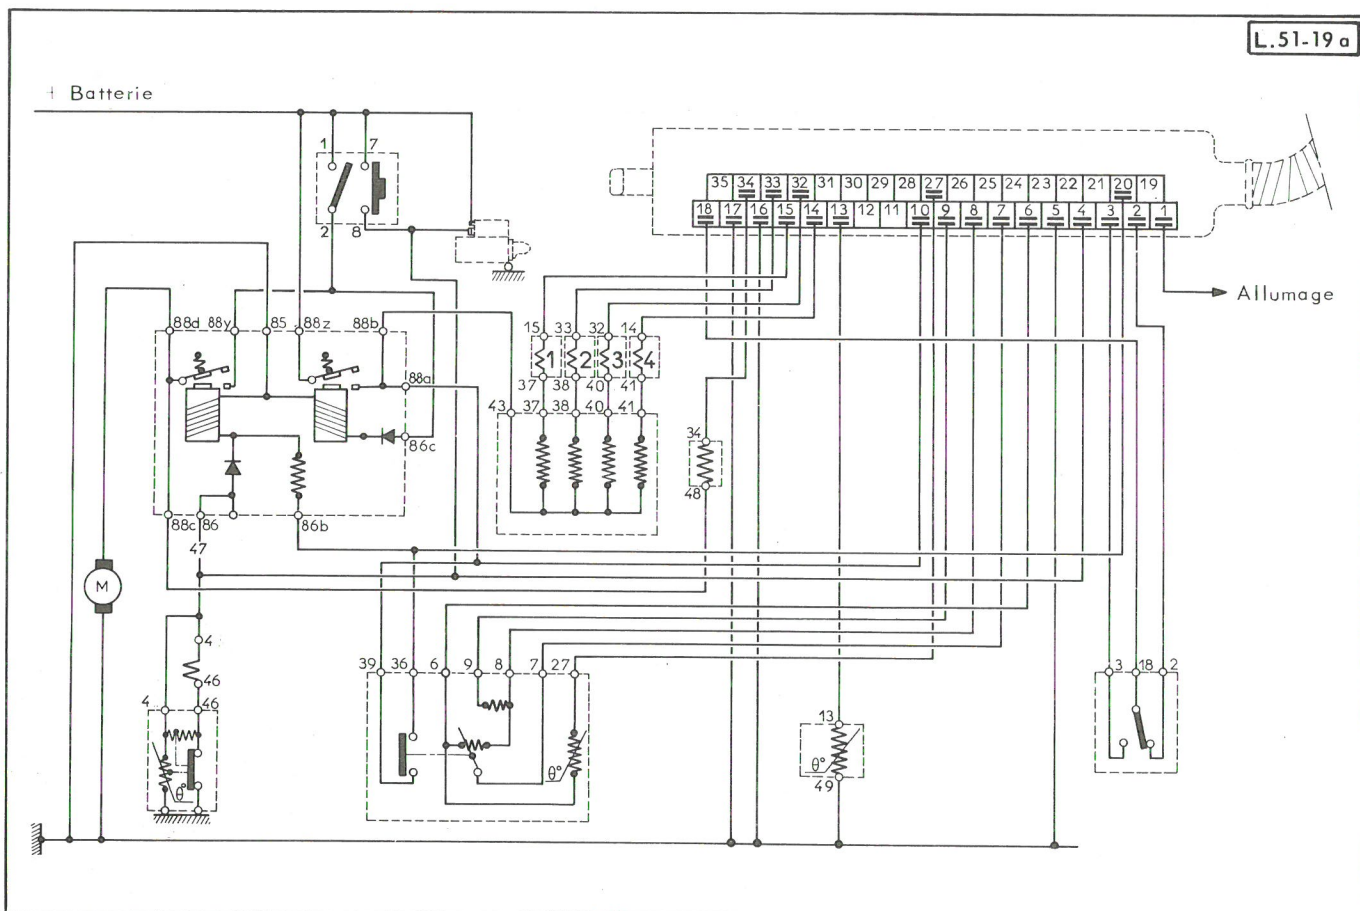 L.51-19 a
+ Batterie
1 7
2 8
35 34 33 32 31 30 29 28 27 26 25 24 23 22 21 20 19
18 17 16 15 14 13 12 11 10 9 8 7 6 5 4 3 2 1
Allumage
88d 88y 85 88z 88b
15 33 32 14
1 2 3 4
37 38 40 41
88a
43 37 38 40 41
86c
34
48
88c 86 86b
47
M
4
46
4 46
θ°
39 36 6 9 8 7 27
θ°
13
θ°
49
3 18 2